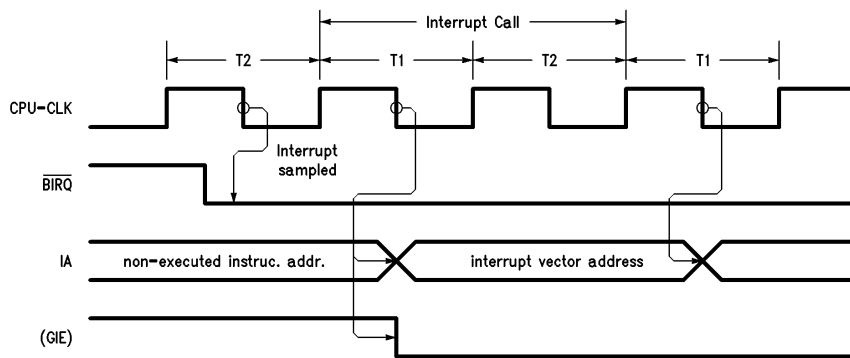 Interrupt Call
T2 T1 T2 T1
CPU-CLK
Interrupt
sampled
BIRQ
IA non-executed instruc. addr. interrupt vector address
(GIE)